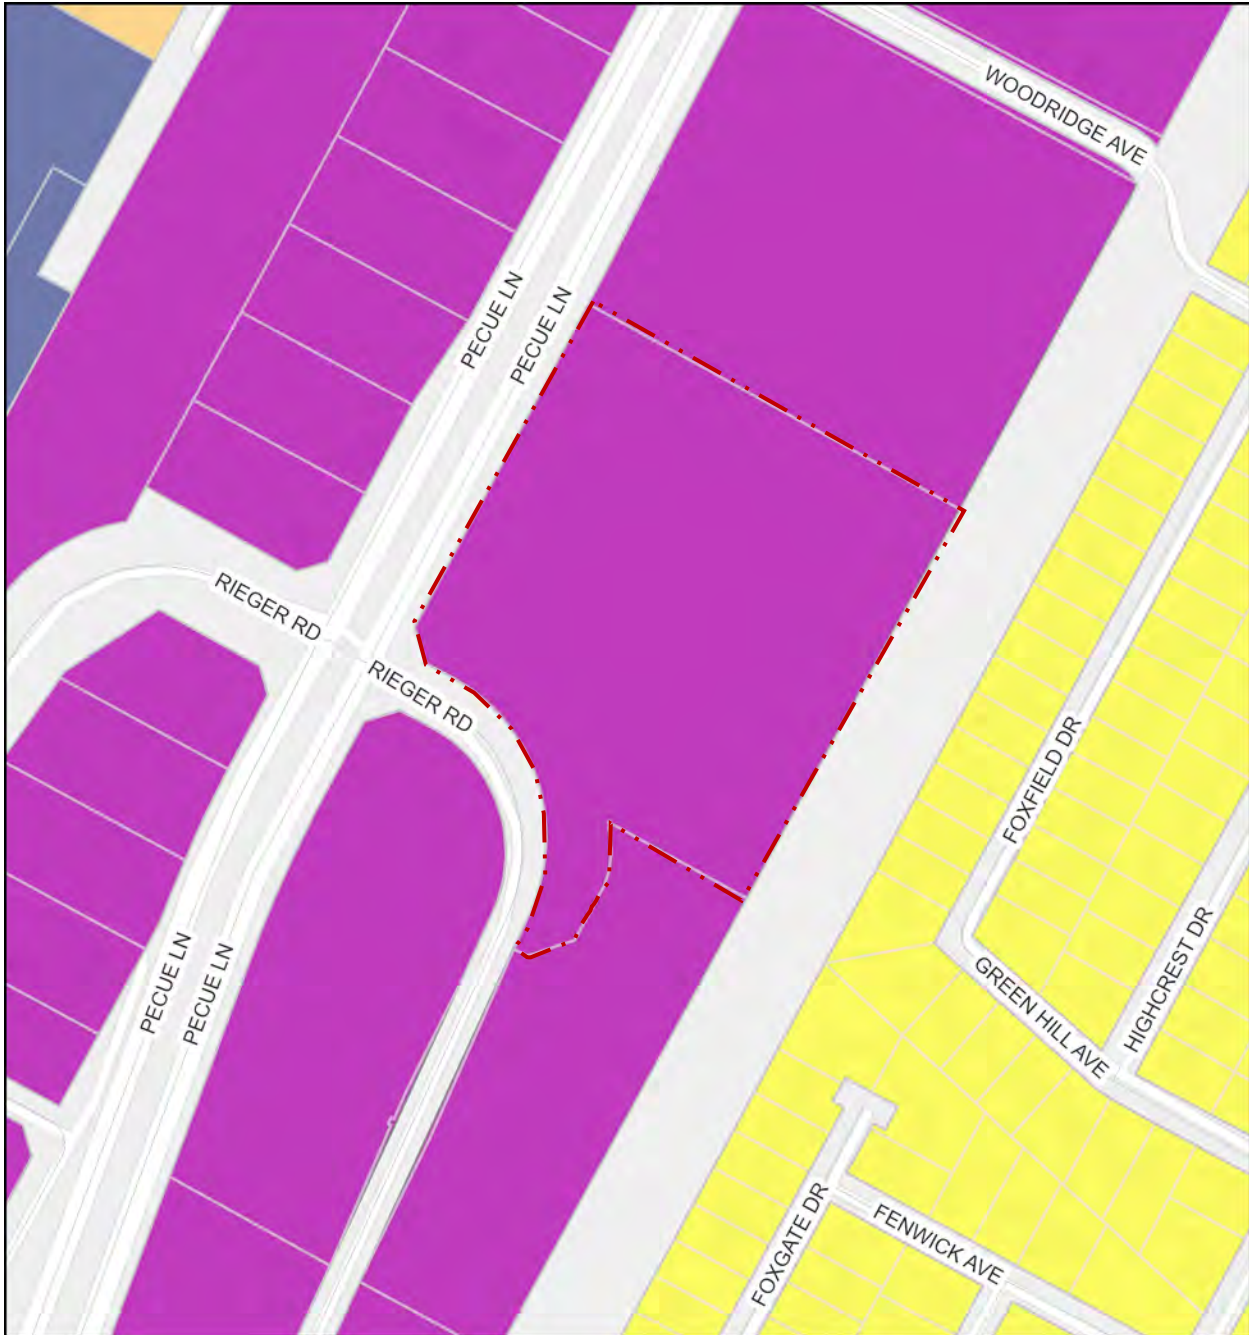 WOODRIDGE AVE
PECUE LN
PECUE LN
RIEGER RD
RIEGER RD
FOXFIELD DR
PECUE LN
PECUE LN
GREEN HILL AVE
HIGHCREST DR
FOXGATE DR
FENWICK AVE